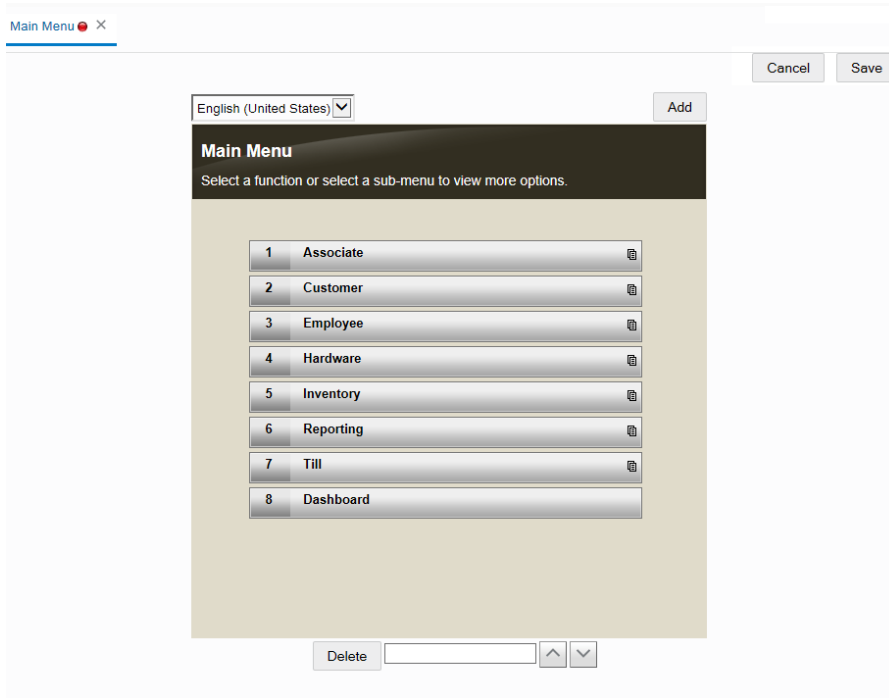 Main Menu
Cancel Save
English (United States) Add
Main Menu
Select a function or select a sub-menu to view more options.
1 Associate
2 Customer
3 Employee
4 Hardware
5 Inventory
6 Reporting
7 Till
8 Dashboard
Delete